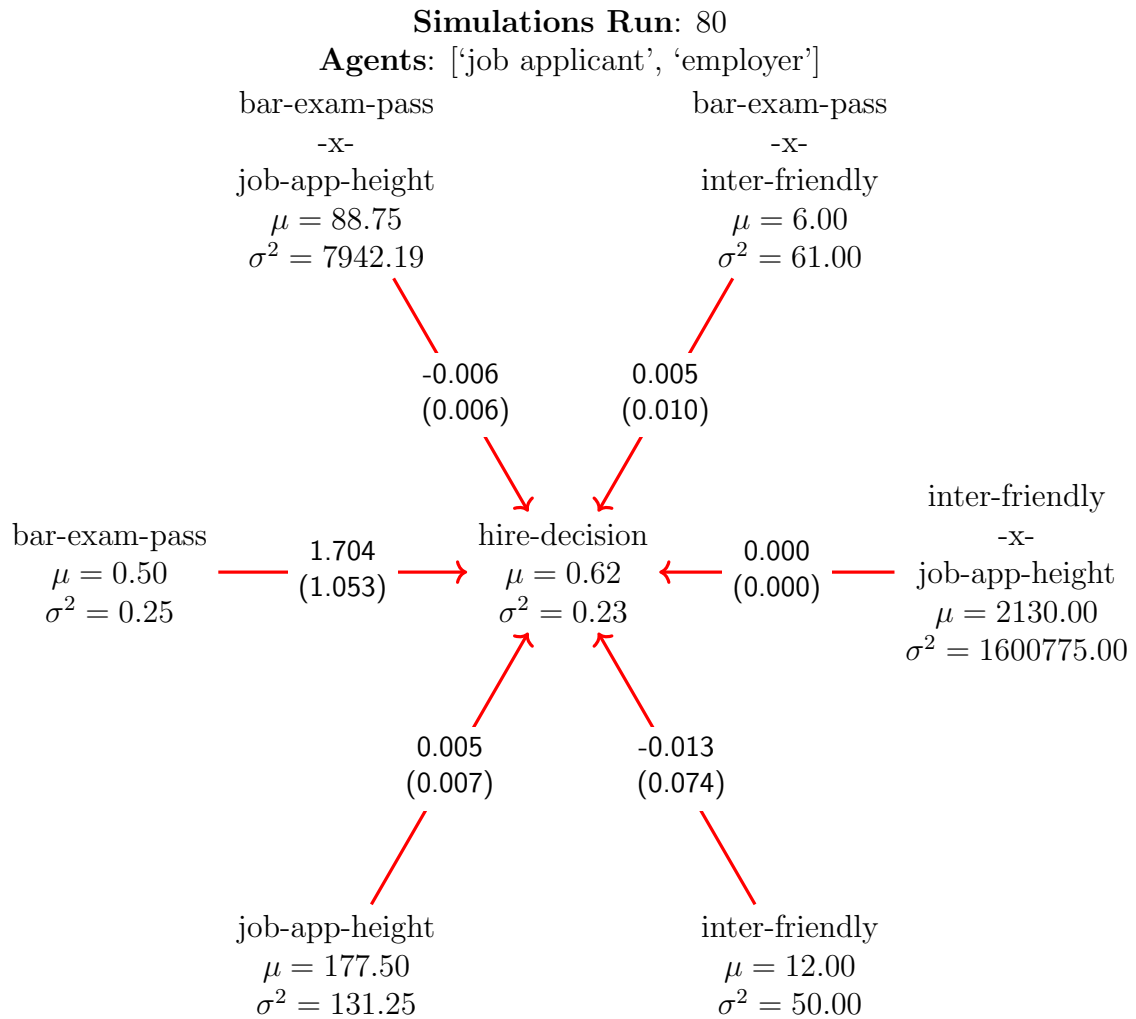 Simulations Run: 80
Agents: [‘job applicant’, ‘employer’]
bar-exam-pass
-x-
job-app-height
μ = 88.75
σ² = 7942.19
bar-exam-pass
-x-
inter-friendly
μ = 6.00
σ² = 61.00
-0.006
(0.006)
0.005
(0.010)
bar-exam-pass
μ = 0.50
σ² = 0.25
1.704
(1.053)
hire-decision
μ = 0.62
σ² = 0.23
0.000
(0.000)
inter-friendly
-x-
job-app-height
μ = 2130.00
σ² = 1600775.00
0.005
(0.007)
-0.013
(0.074)
job-app-height
μ = 177.50
σ² = 131.25
inter-friendly
μ = 12.00
σ² = 50.00